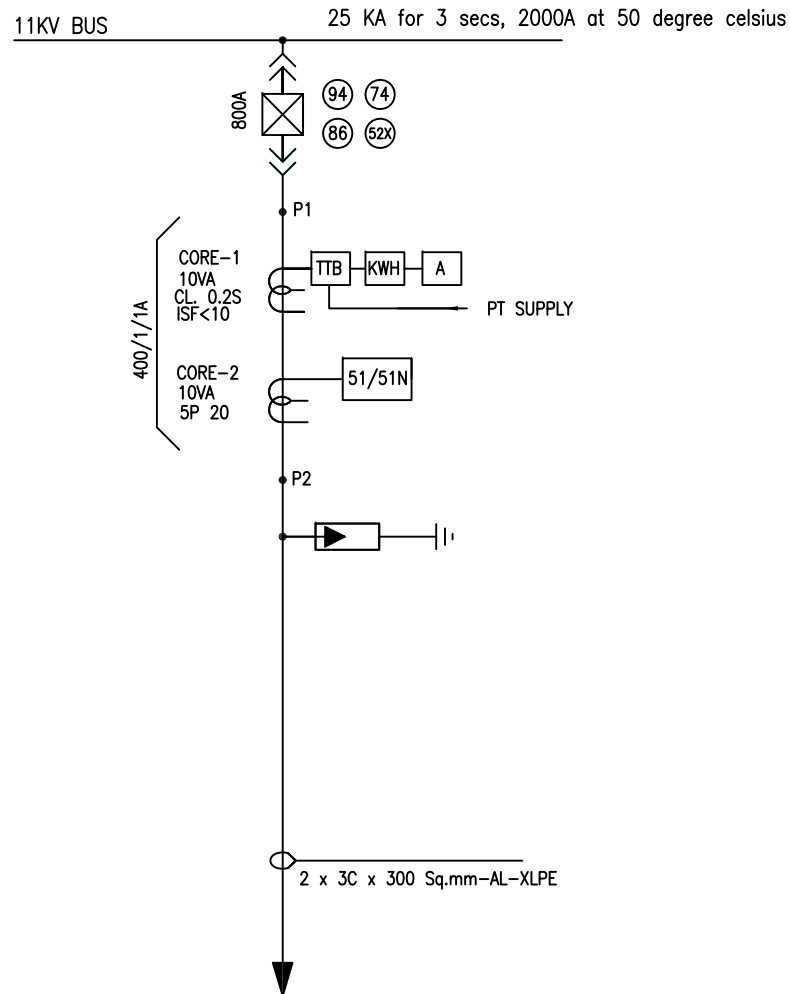 11KV BUS
25 KA for 3 secs, 2000A at 50 degree celsius
800A
94
74
86
52X
P1
400/1/1A
CORE-1
10VA
CL. 0.2S
ISF<10
TTB
KWH
A
PT SUPPLY
CORE-2
10VA
5P 20
51/51N
P2
2 x 3C x 300 Sq.mm-AL-XLPE